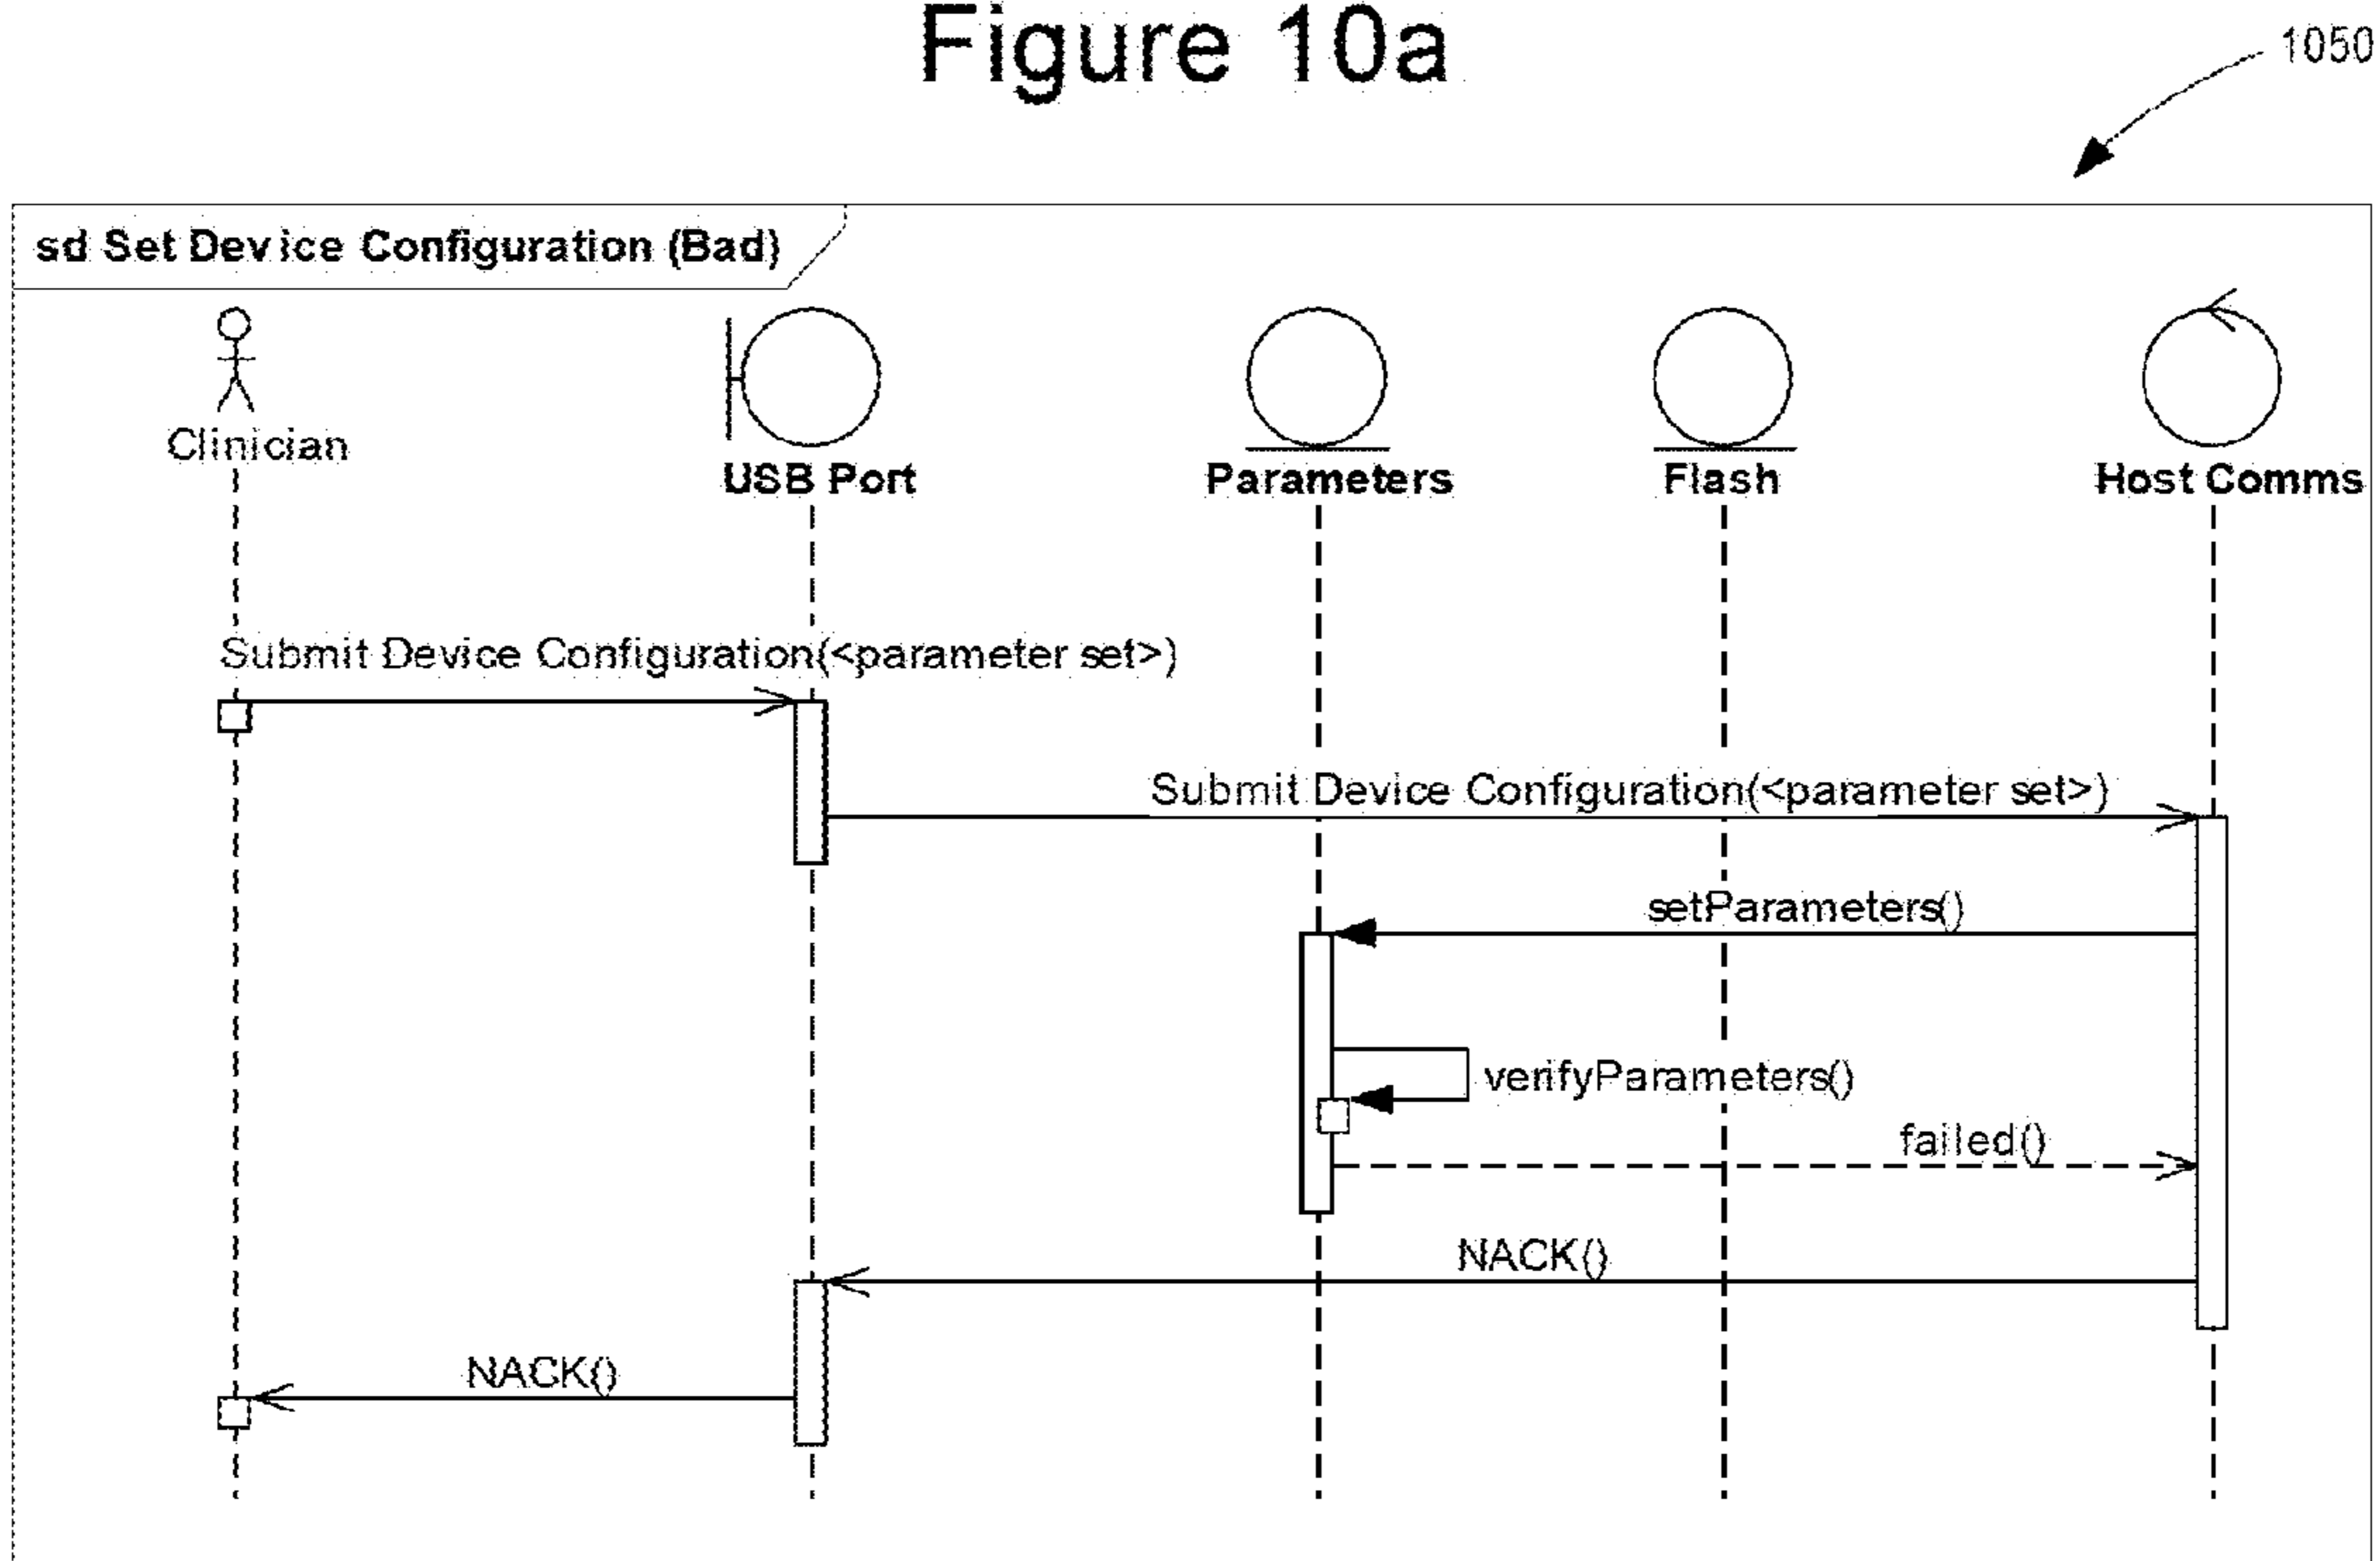 Figure 10a
1050
sd Set Device Configuration (Bad)
Clinician
USB Port
Parameters
Flash
Host Comms
Submit Device Configuration(<parameter set>)
Submit Device Configuration(<parameter set>)
setParameters()
verifyParameters()
failed()
NACK()
NACK()